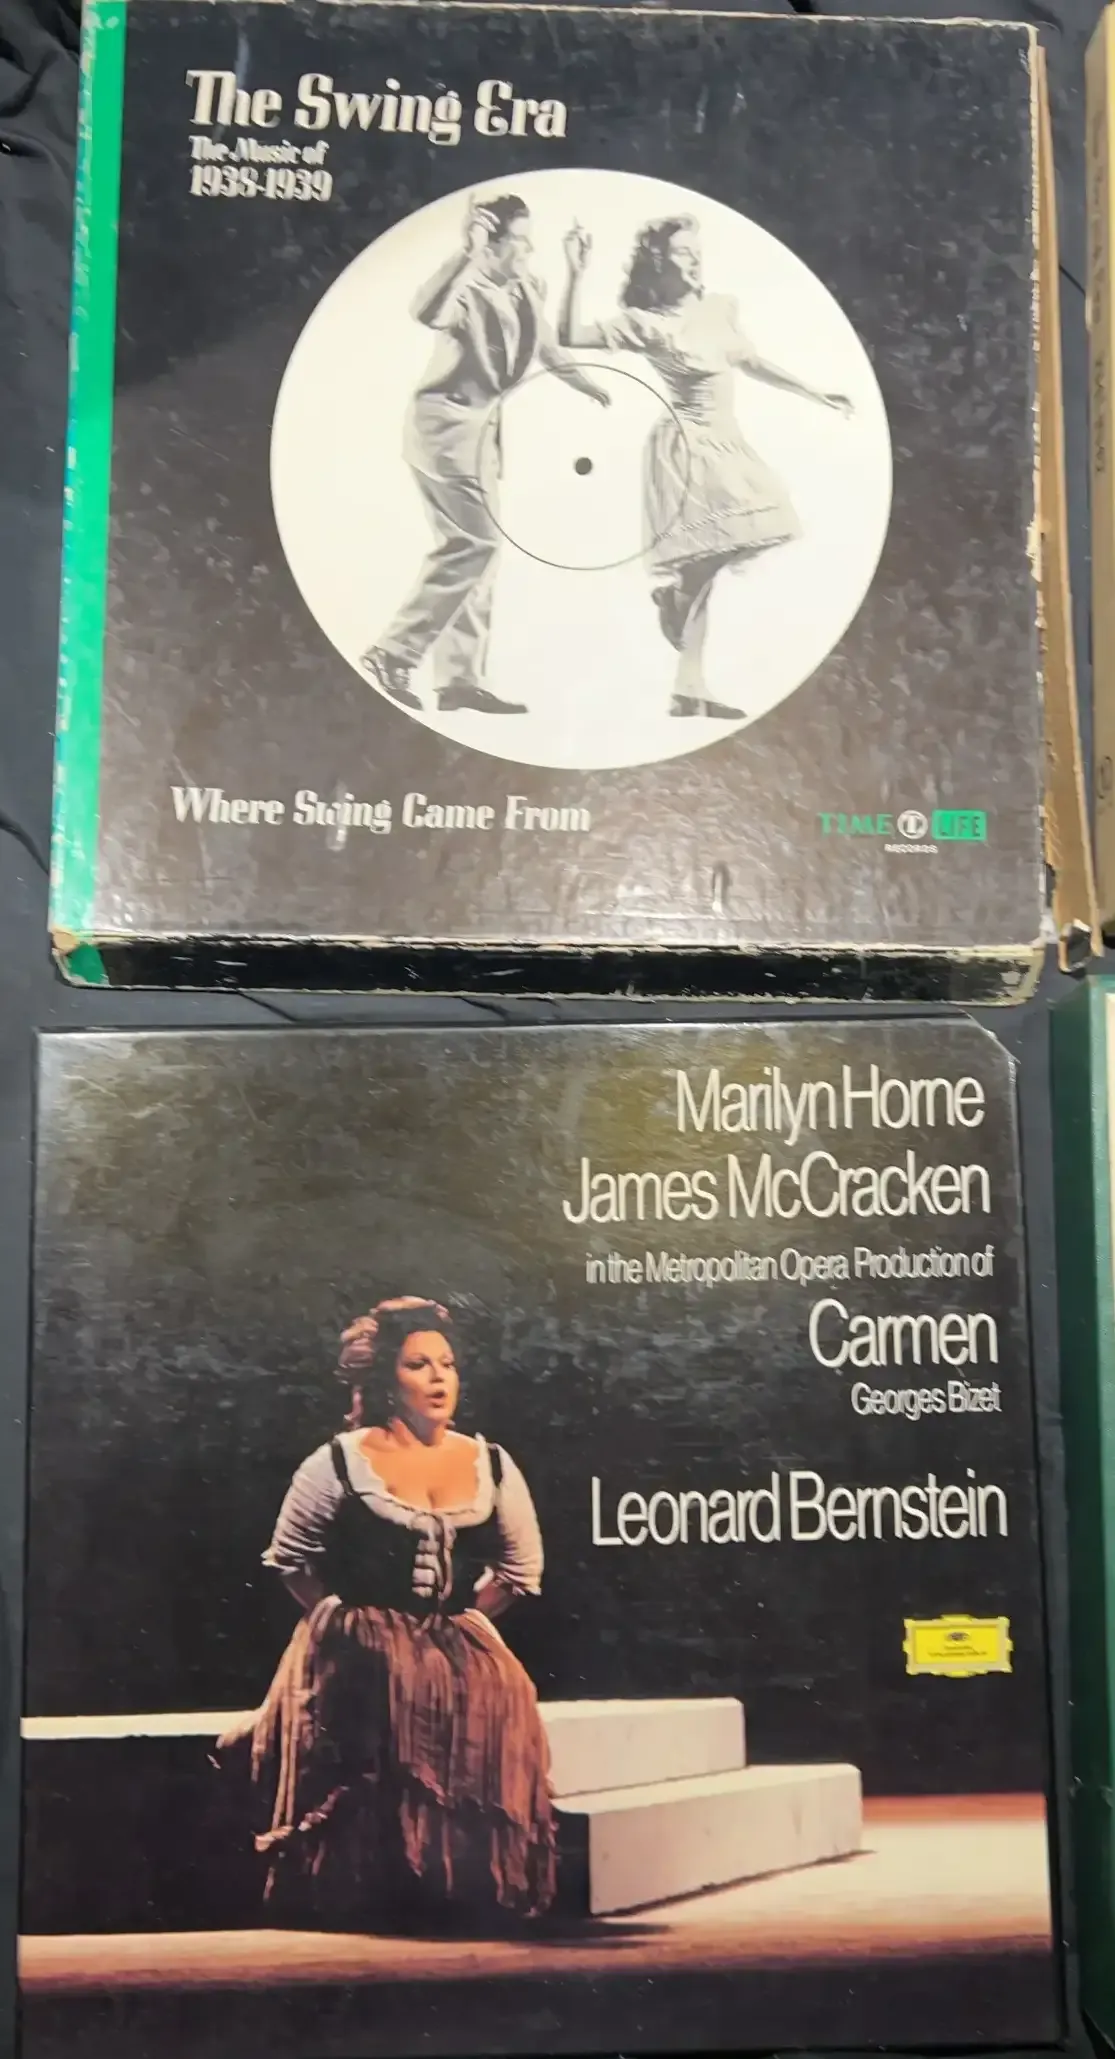 The Swing Era
The Music of
1938-1939
Where Swing Came From
TIME TL LIFE
RECORDS
Marilyn Horne
James McCracken
in the Metropolitan Opera Production of
Carmen
Georges Bizet
Leonard Bernstein